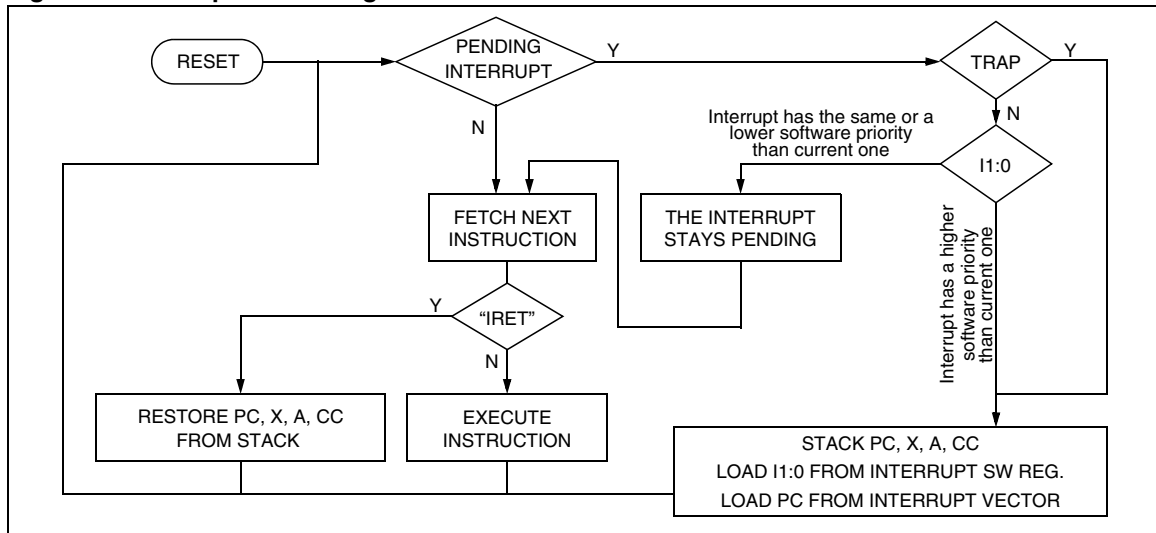 RESET
PENDING
INTERRUPT
Y
TRAP
Y
N
N
Interrupt has the same or a
lower software priority
than current one
I1:0
FETCH NEXT
INSTRUCTION
THE INTERRUPT
STAYS PENDING
Interrupt has a higher
software priority
than current one
Y
“IRET”
N
RESTORE PC, X, A, CC
FROM STACK
EXECUTE
INSTRUCTION
STACK PC, X, A, CC
LOAD I1:0 FROM INTERRUPT SW REG.
LOAD PC FROM INTERRUPT VECTOR